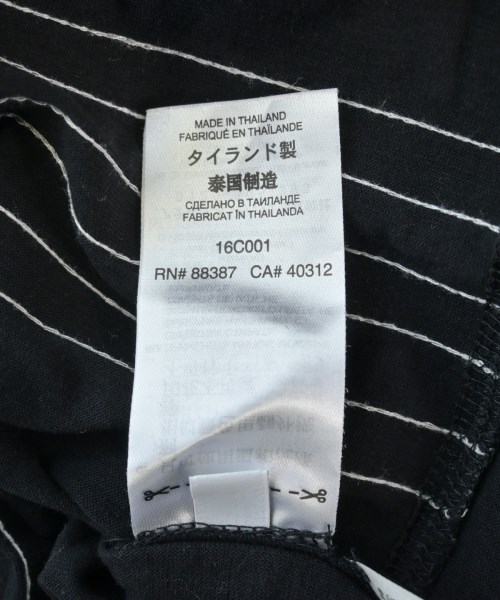 MADE IN THAILAND
FABRIQUÉ EN THAÏLANDE
タイランド製
泰国制造
СДЕЛАНО В ТАИЛАНДЕ
FABRICAT ÎN THAILANDA
16C001
RN# 88387 CA# 40312